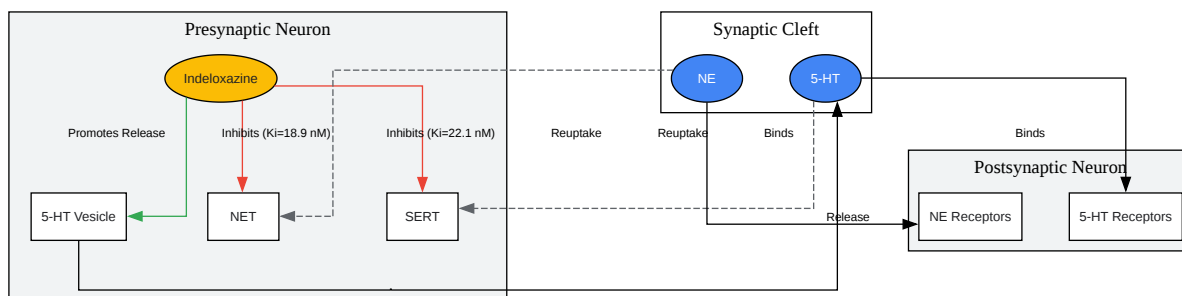 Presynaptic Neuron
Synaptic Cleft
Indeloxazine
NE
5-HT
Promotes Release
Inhibits (Ki=18.9 nM)
Inhibits (Ki=22.1 nM)
Reuptake
Reuptake
Binds
Binds
Postsynaptic Neuron
5-HT Vesicle
NET
SERT
Release
NE Receptors
5-HT Receptors